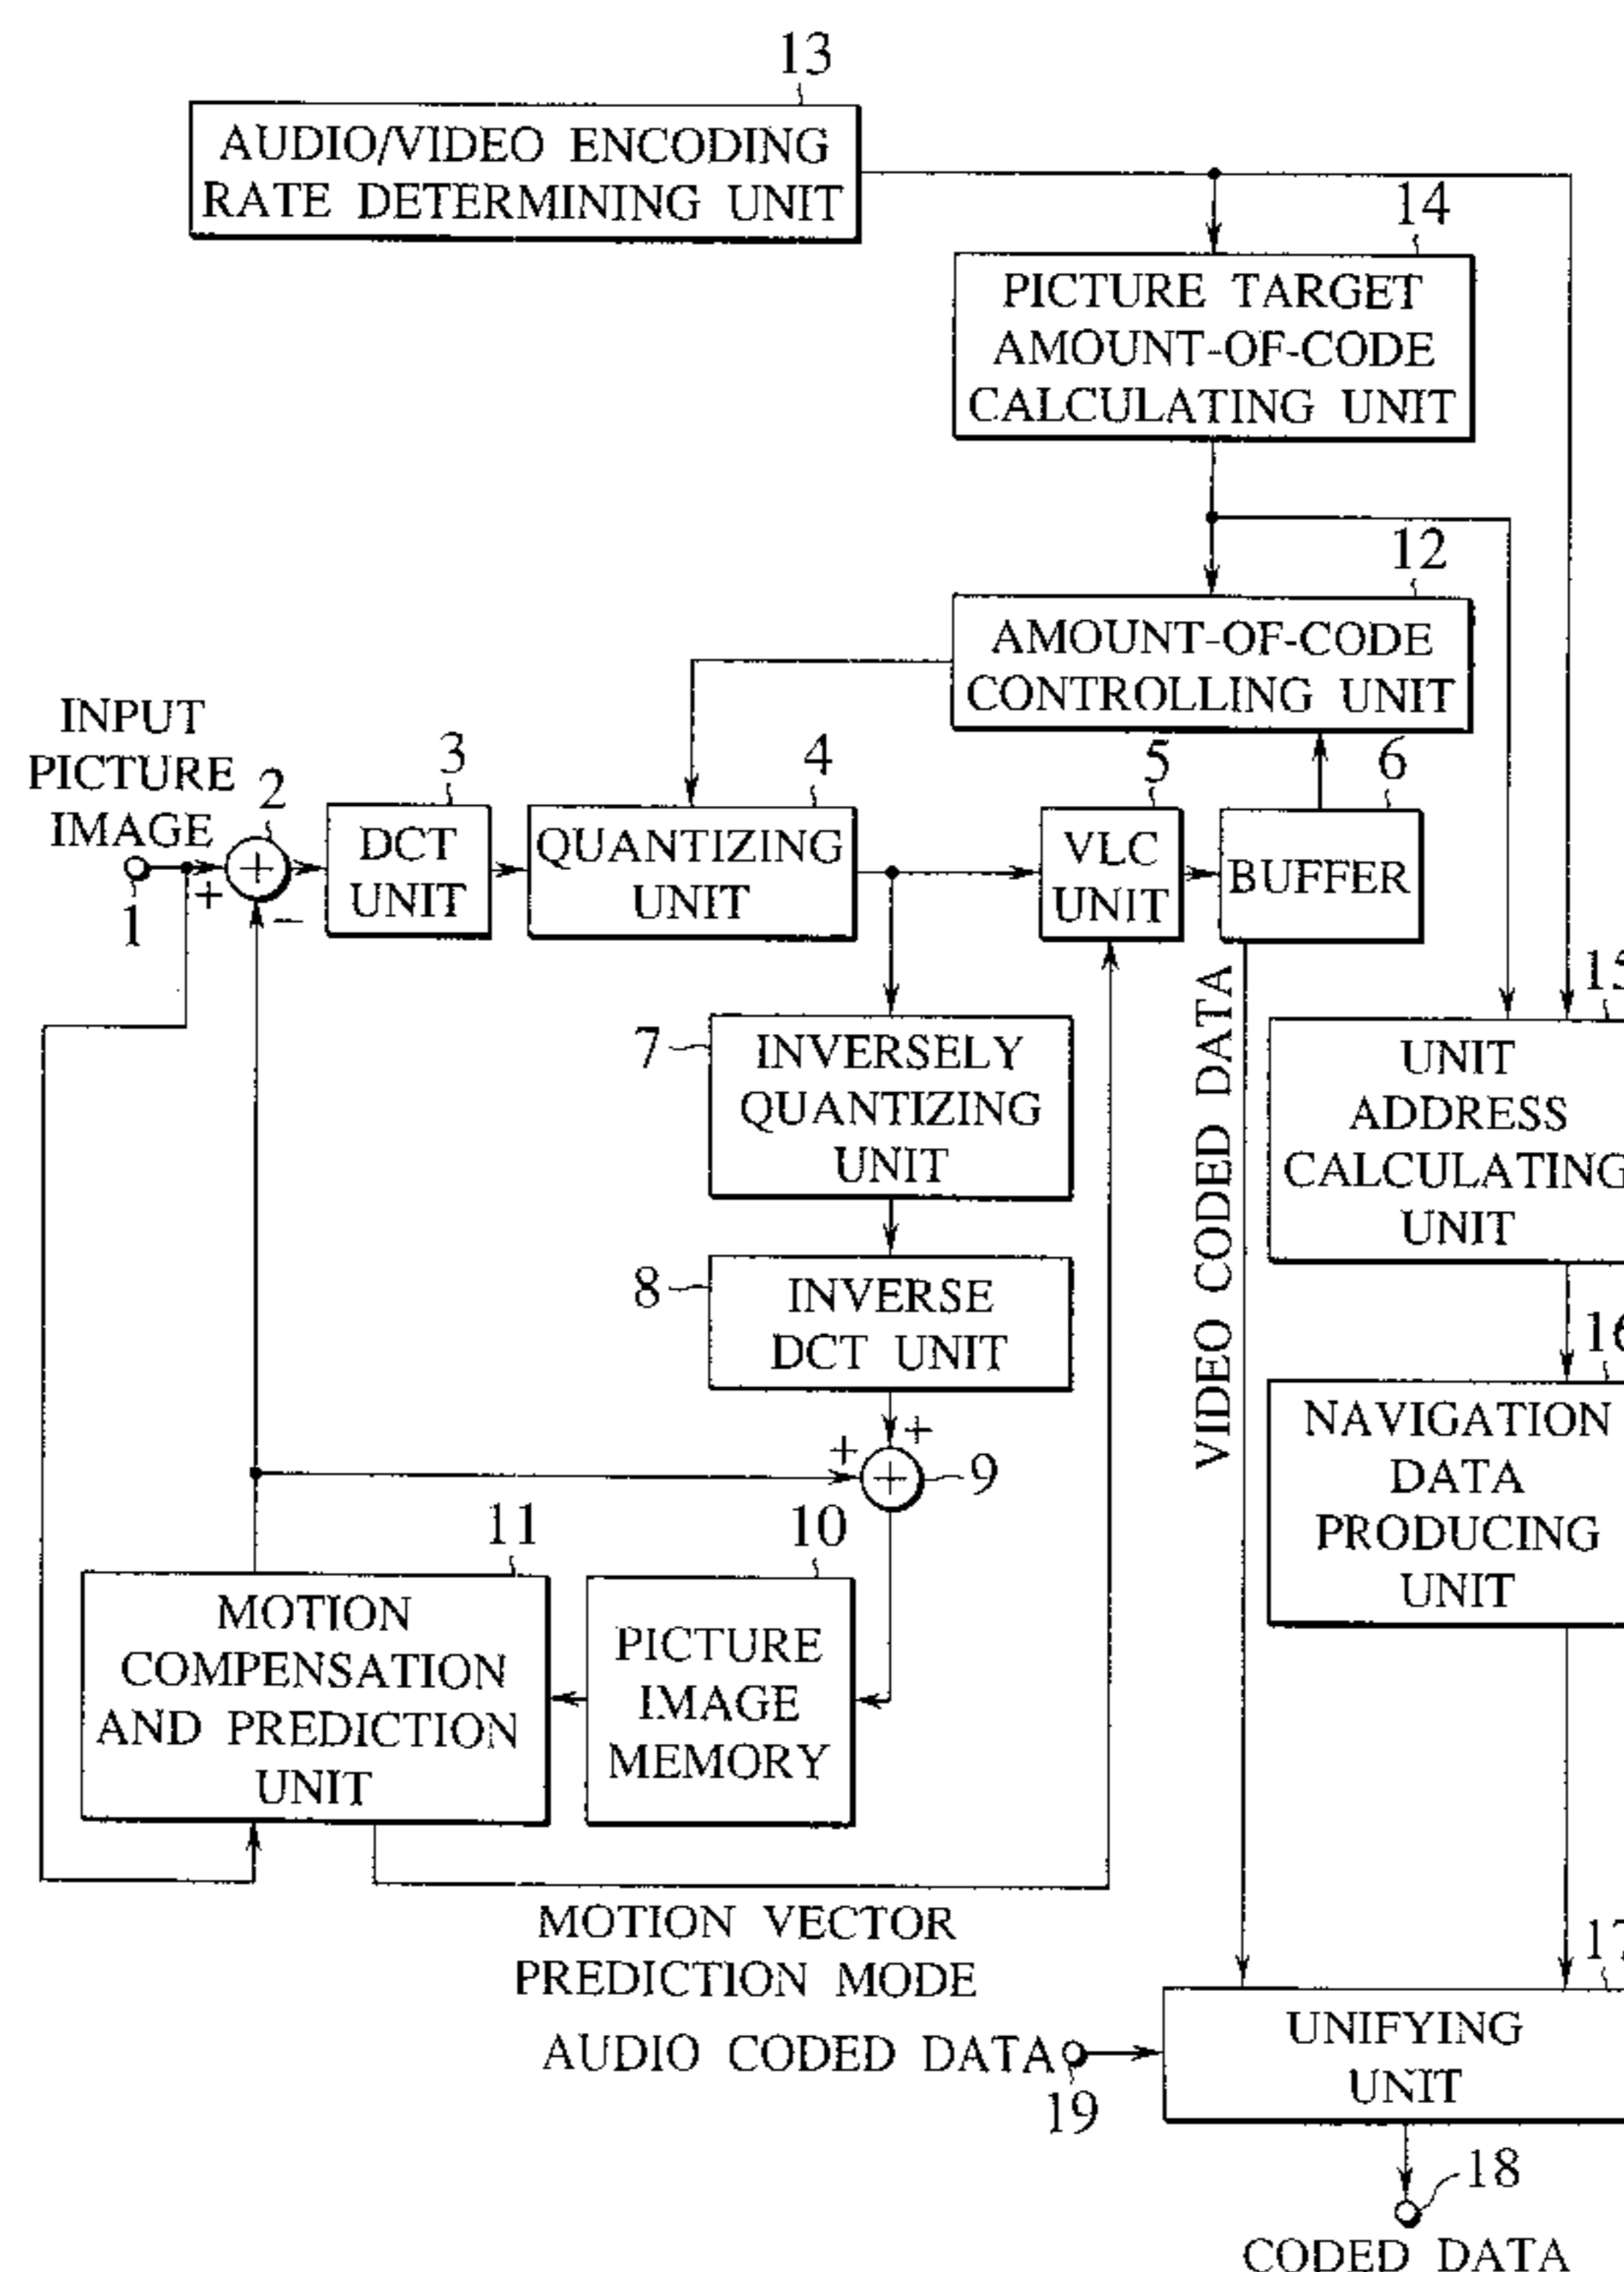 13
AUDIO/VIDEO ENCODING
RATE DETERMINING UNIT
14
PICTURE TARGET
AMOUNT-OF-CODE
CALCULATING UNIT
12
AMOUNT-OF-CODE
CONTROLLING UNIT
INPUT
PICTURE
IMAGE
1
+
2
+
−
3
DCT
UNIT
4
QUANTIZING
UNIT
5
VLC
UNIT
6
BUFFER
7
INVERSELY
QUANTIZING
UNIT
8
INVERSE
DCT UNIT
+
+
+
9
10
PICTURE
IMAGE
MEMORY
11
MOTION
COMPENSATION
AND PREDICTION
UNIT
MOTION VECTOR
PREDICTION MODE
VIDEO CODED DATA
15
UNIT
ADDRESS
CALCULATING
UNIT
16
NAVIGATION
DATA
PRODUCING
UNIT
17
UNIFYING
UNIT
AUDIO CODED DATA
19
18
CODED DATA